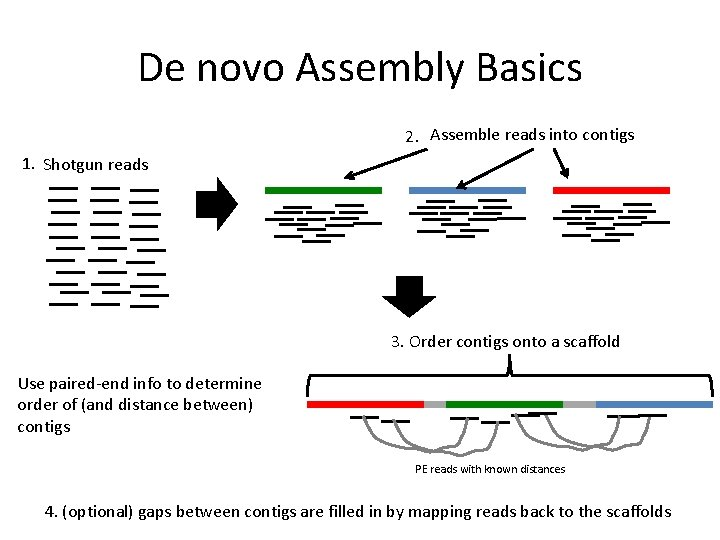 De novo Assembly Basics
2. Assemble reads into contigs
1. Shotgun reads
3. Order contigs onto a scaffold
Use paired-end info to determine
order of (and distance between)
contigs
PE reads with known distances
4. (optional) gaps between contigs are filled in by mapping reads back to the scaffolds